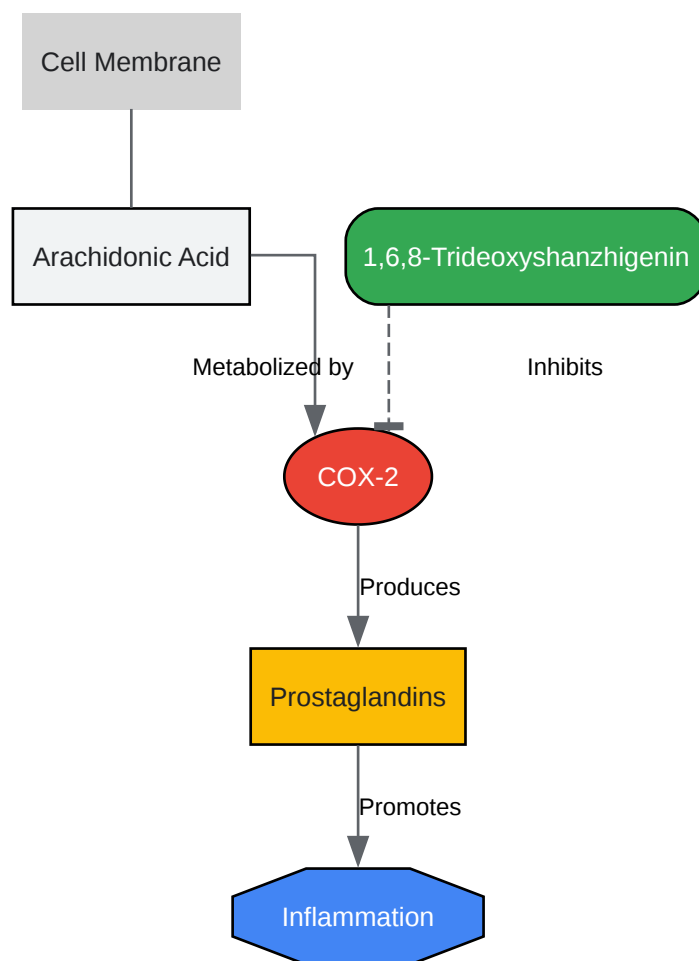 Cell Membrane
Arachidonic Acid
1,6,8-Trideoxyshanzhigenin
Metabolized by
Inhibits
COX-2
Produces
Prostaglandins
Promotes
Inflammation